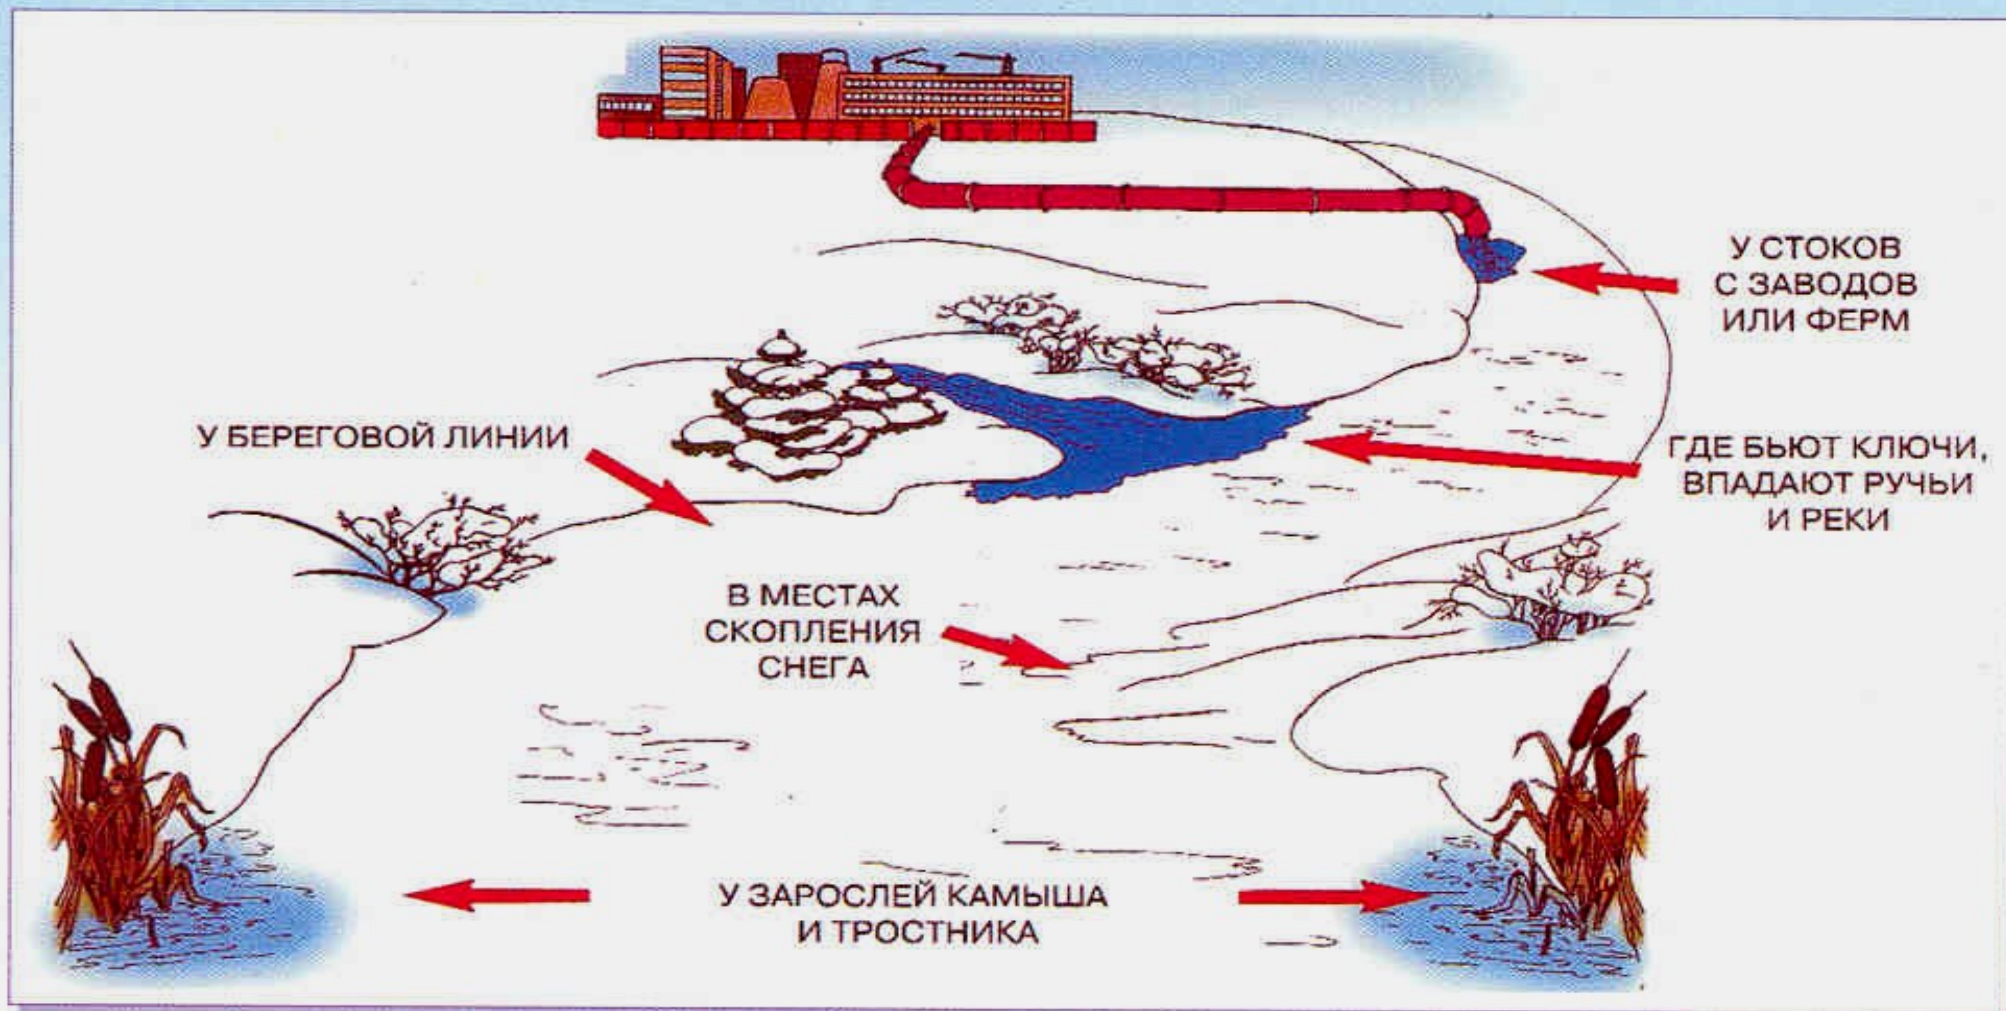 У СТОКОВ
С ЗАВОДОВ
ИЛИ ФЕРМ
У БЕРЕГОВОЙ ЛИНИИ
ГДЕ БЬЮТ КЛЮЧИ,
ВПАДАЮТ РУЧЬИ
И РЕКИ
В МЕСТАХ
СКОПЛЕНИЯ
СНЕГА
У ЗАРОСЛЕЙ КАМЫША
И ТРОСТНИКА